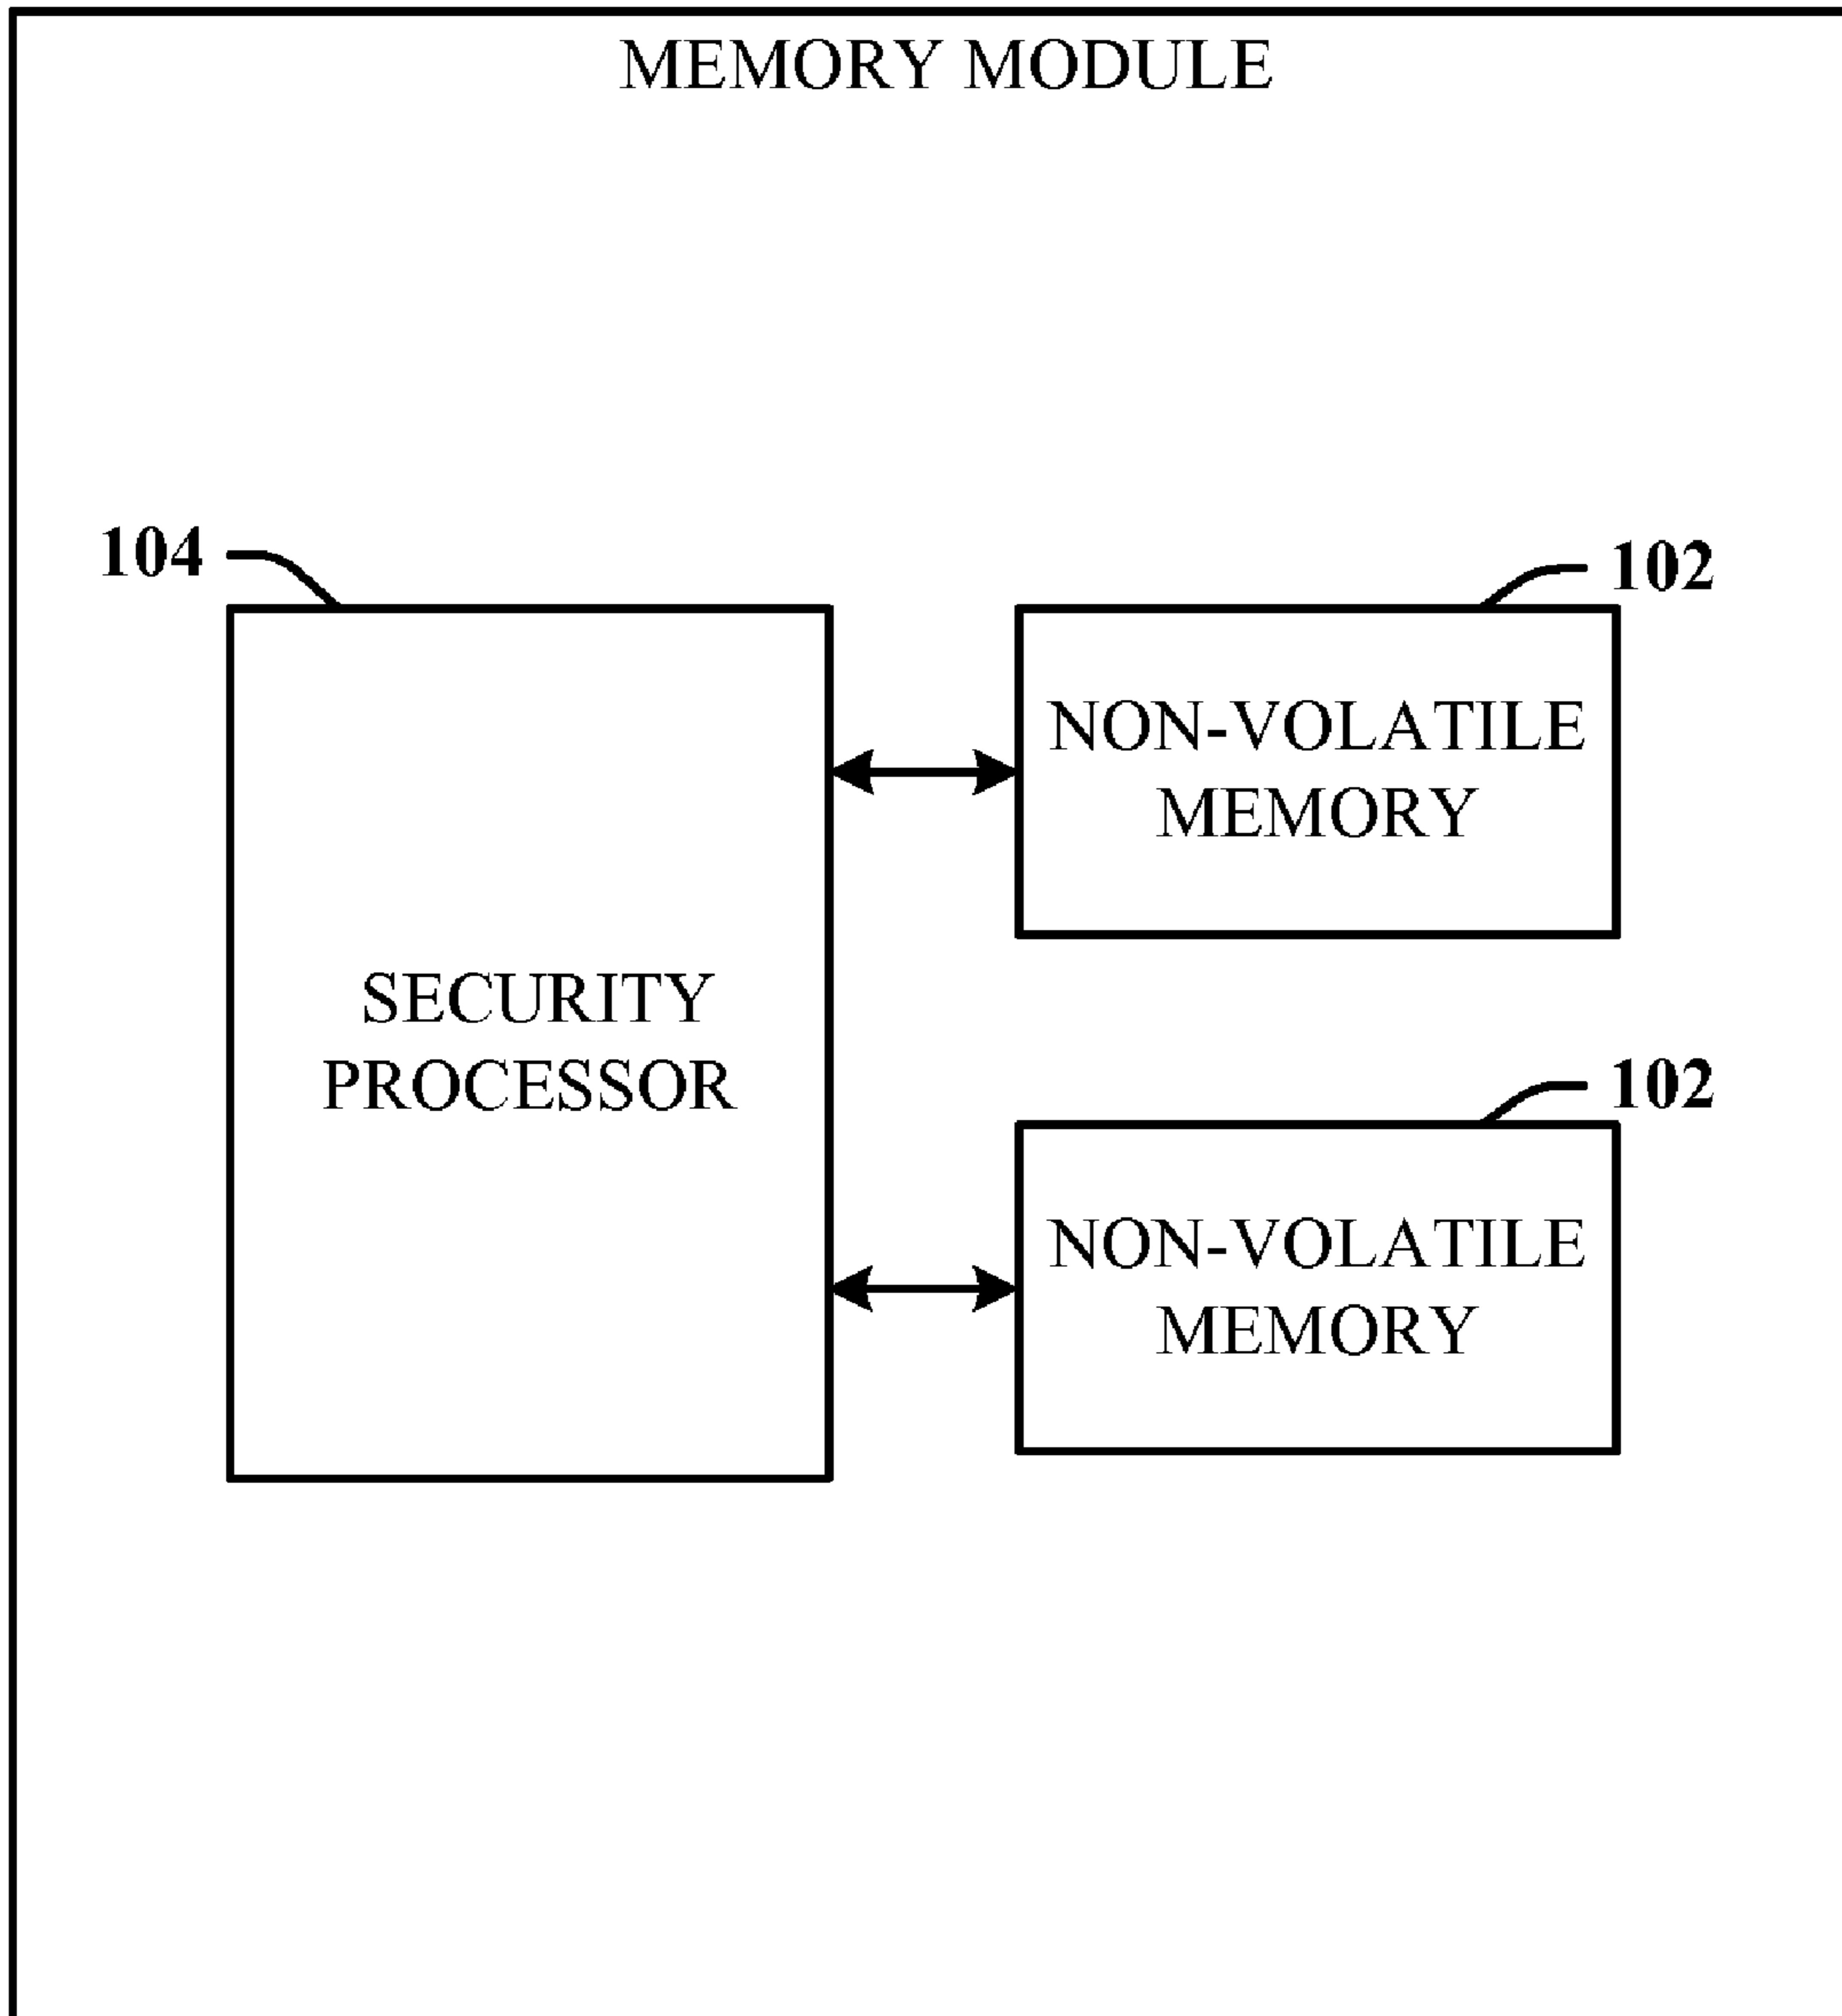 MEMORY MODULE
104
102
NON-VOLATILE
MEMORY
SECURITY
PROCESSOR
102
NON-VOLATILE
MEMORY